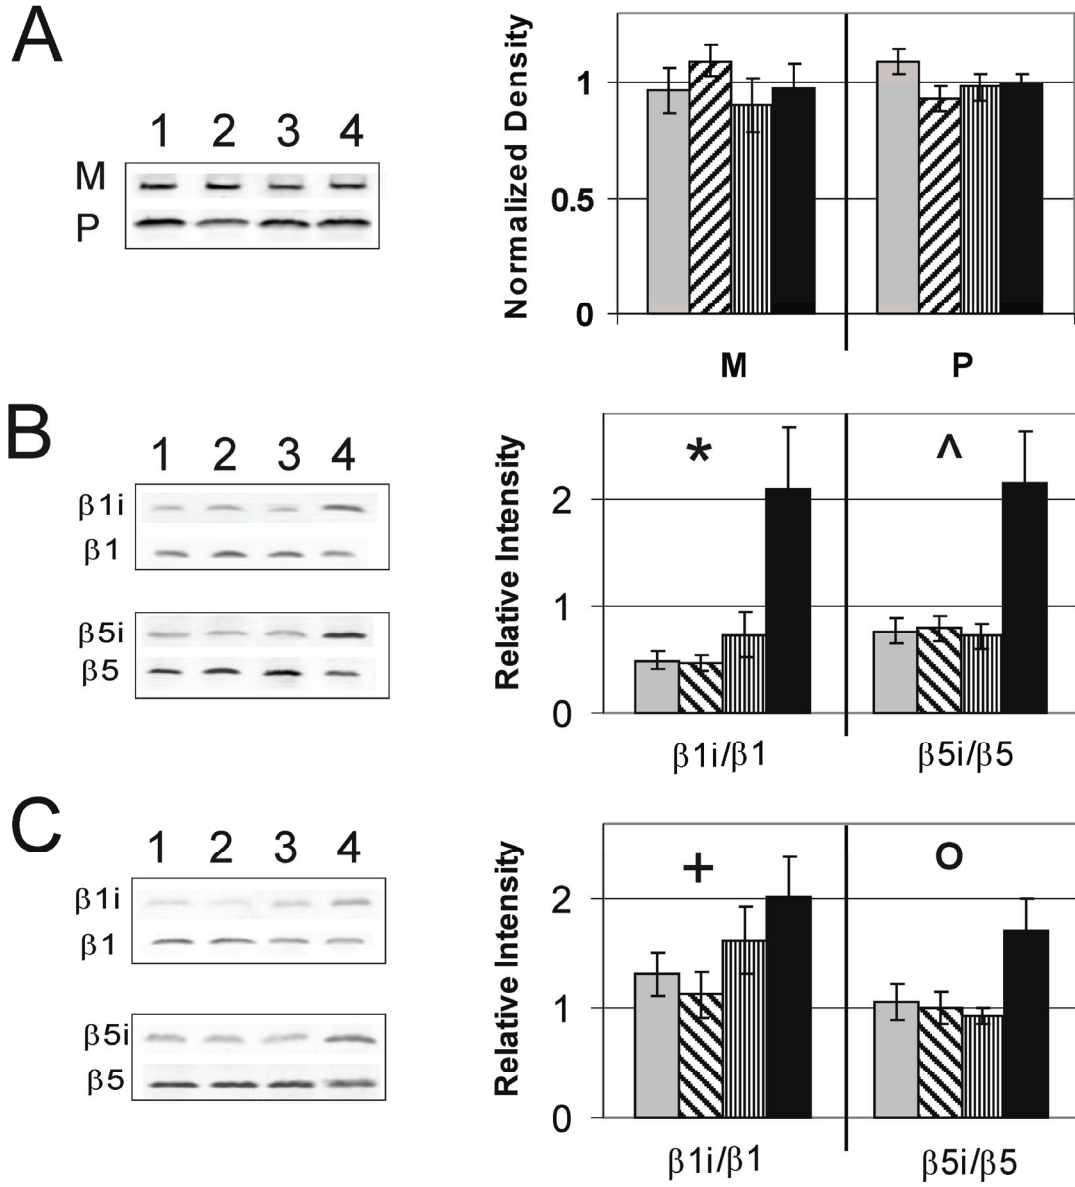 A
1 2 3 4
M
P
Normalized Density
1
0.5
0
M P
B
1 2 3 4
β1i
β1
β5i
β5
Relative Intensity
* ^
2
1
0
β1i/β1 β5i/β5
C
1 2 3 4
β1i
β1
β5i
β5
Relative Intensity
+ o
2
1
0
β1i/β1 β5i/β5